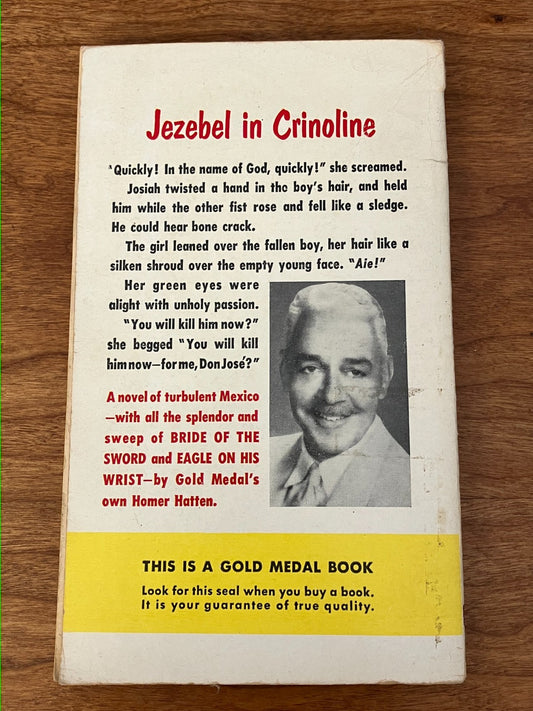 Jezebel in Crinoline
"Quickly! In the name of God, quickly!" she screamed.
Josiah twisted a hand in the boy's hair, and held
him while the other fist rose and fell like a sledge.
He could hear bone crack.
The girl leaned over the fallen boy, her hair like a
silken shroud over the empty young face. "Aie!"
Her green eyes were
alight with unholy passion.
"You will kill him now?"
she begged "You will kill
him now—for me, Don José?"
A novel of turbulent Mexico
—with all the splendor and
sweep of BRIDE OF THE
SWORD and EAGLE ON HIS
WRIST—by Gold Medal's
own Homer Hatten.
THIS IS A GOLD MEDAL BOOK
Look for this seal when you buy a book.
It is your guarantee of true quality.